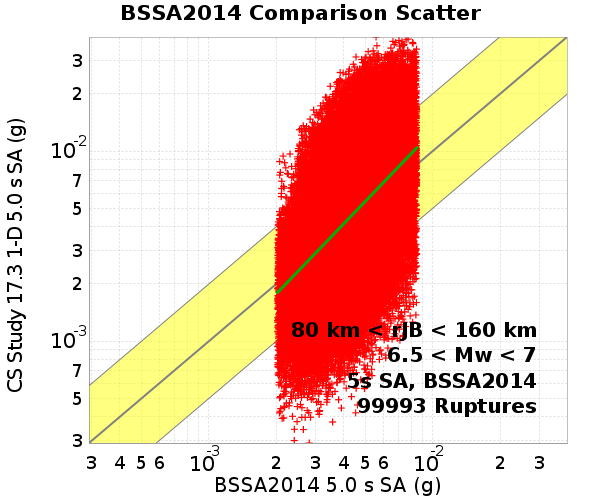 BSSA2014 Comparison Scatter
CS Study 17.3 1-D 5.0 s SA (g)
3
2
10-2
7
5
3
2
10-3
7
5
3
80 km < rJB < 160 km
6.5 < Mw < 7
5s SA, BSSA2014
99993 Ruptures
3 4 5 6 10-3 2 3 4 5 6 10-2 2 3
BSSA2014 5.0 s SA (g)